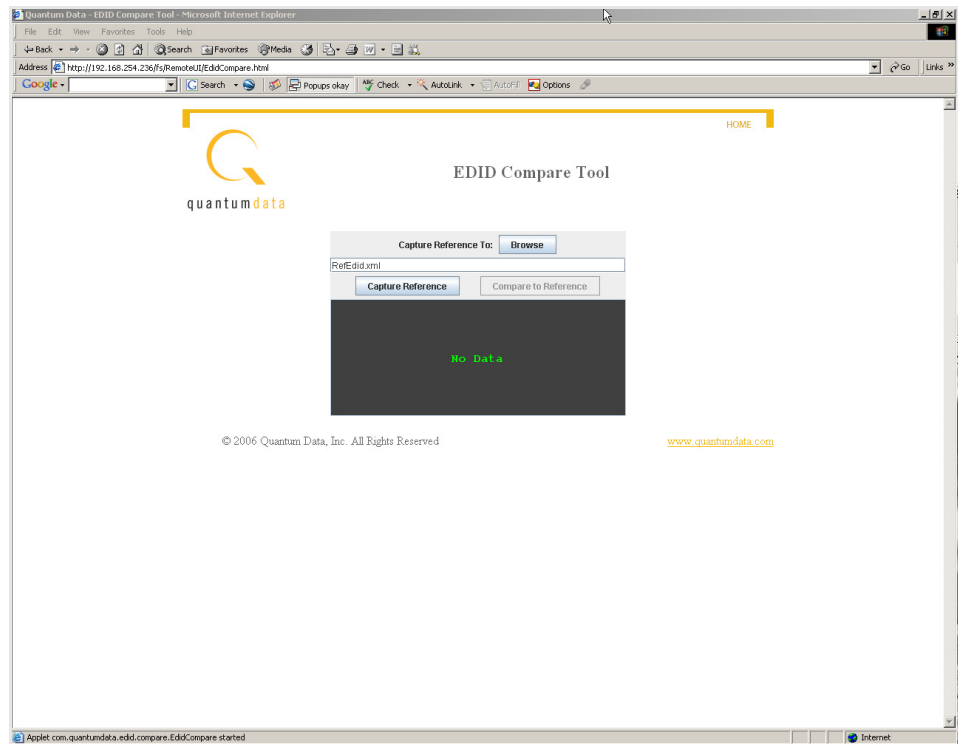 Quantum Data - EDID Compare Tool - Microsoft Internet Explorer
File Edit View Favorites Tools Help
Back Search Favorites Media
Address http://192.168.254.236/fs/RemoteUI/EdidCompare.html Go Links »
Google - Search Popups okay ABC Check AutoLink AutoFill Options
HOME
EDID Compare Tool
quantumdata
Capture Reference To: Browse
RefEdid.xml
Capture Reference Compare to Reference
No Data
© 2006 Quantum Data, Inc. All Rights Reserved www.quantumdata.com
Applet com.quantumdata.edid.compare.EdidCompare started Internet